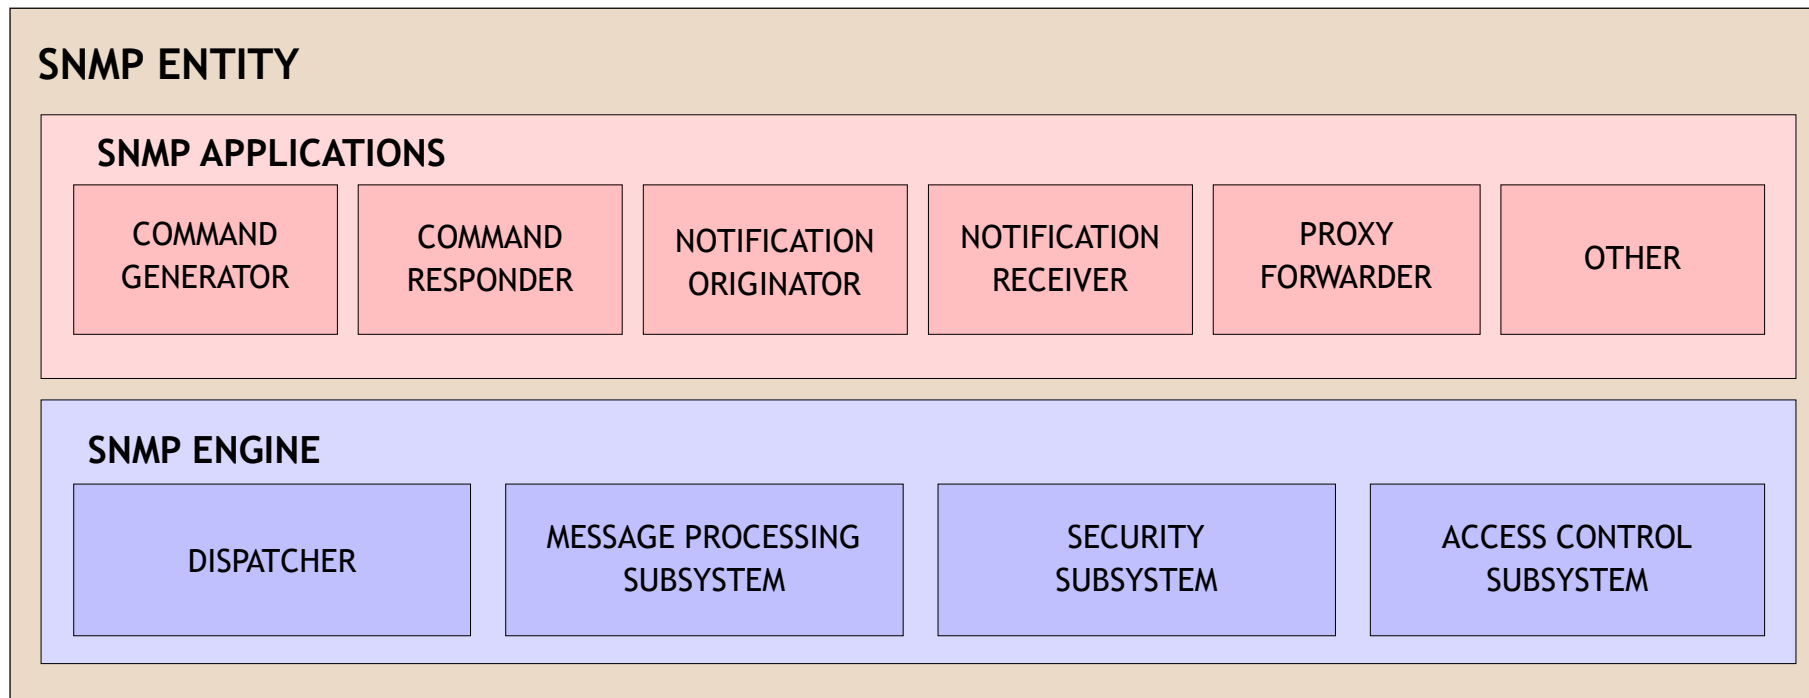 SNMP ENTITY
SNMP APPLICATIONS
COMMAND
GENERATOR
COMMAND
RESPONDER
NOTIFICATION
ORIGINATOR
NOTIFICATION
RECEIVER
PROXY
FORWARDER
OTHER
SNMP ENGINE
DISPATCHER
MESSAGE PROCESSING
SUBSYSTEM
SECURITY
SUBSYSTEM
ACCESS CONTROL
SUBSYSTEM